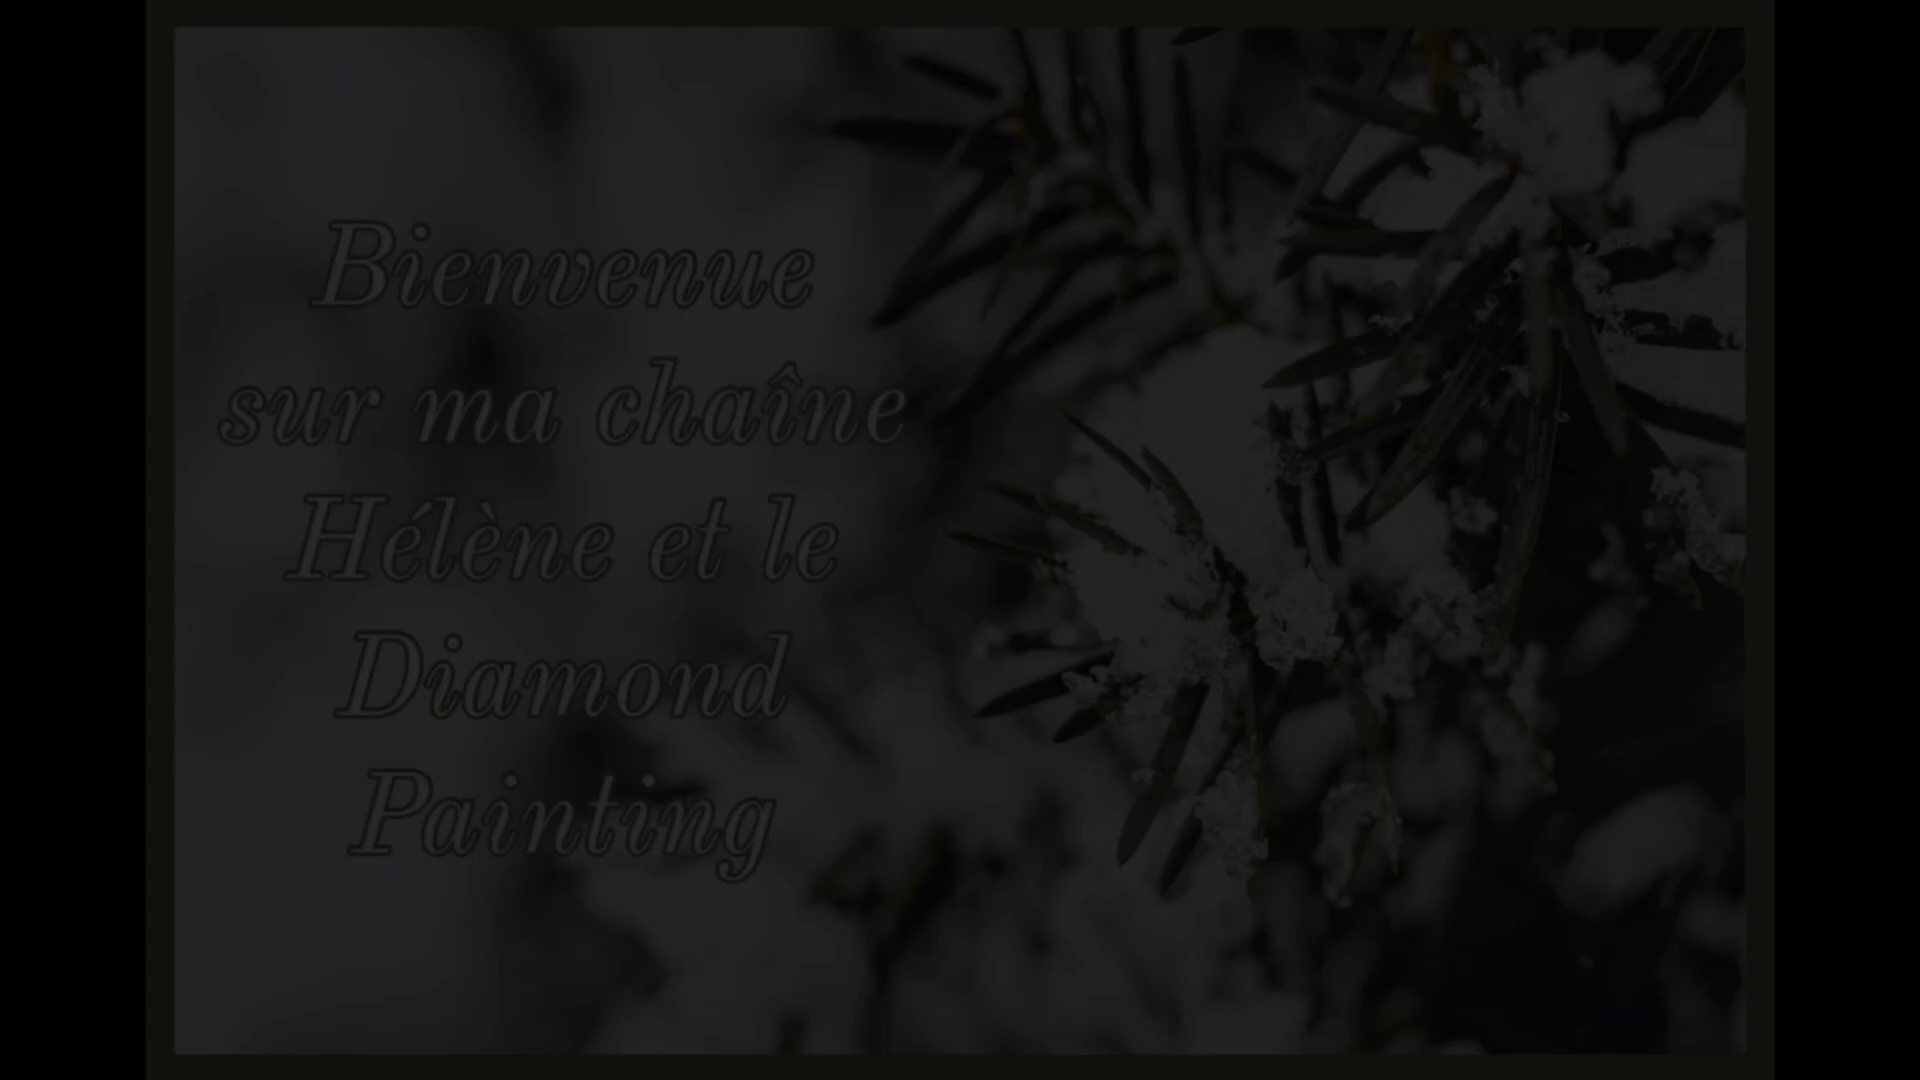 Bienvenue
sur ma chaîne
Hélène et le
Diamond
Painting